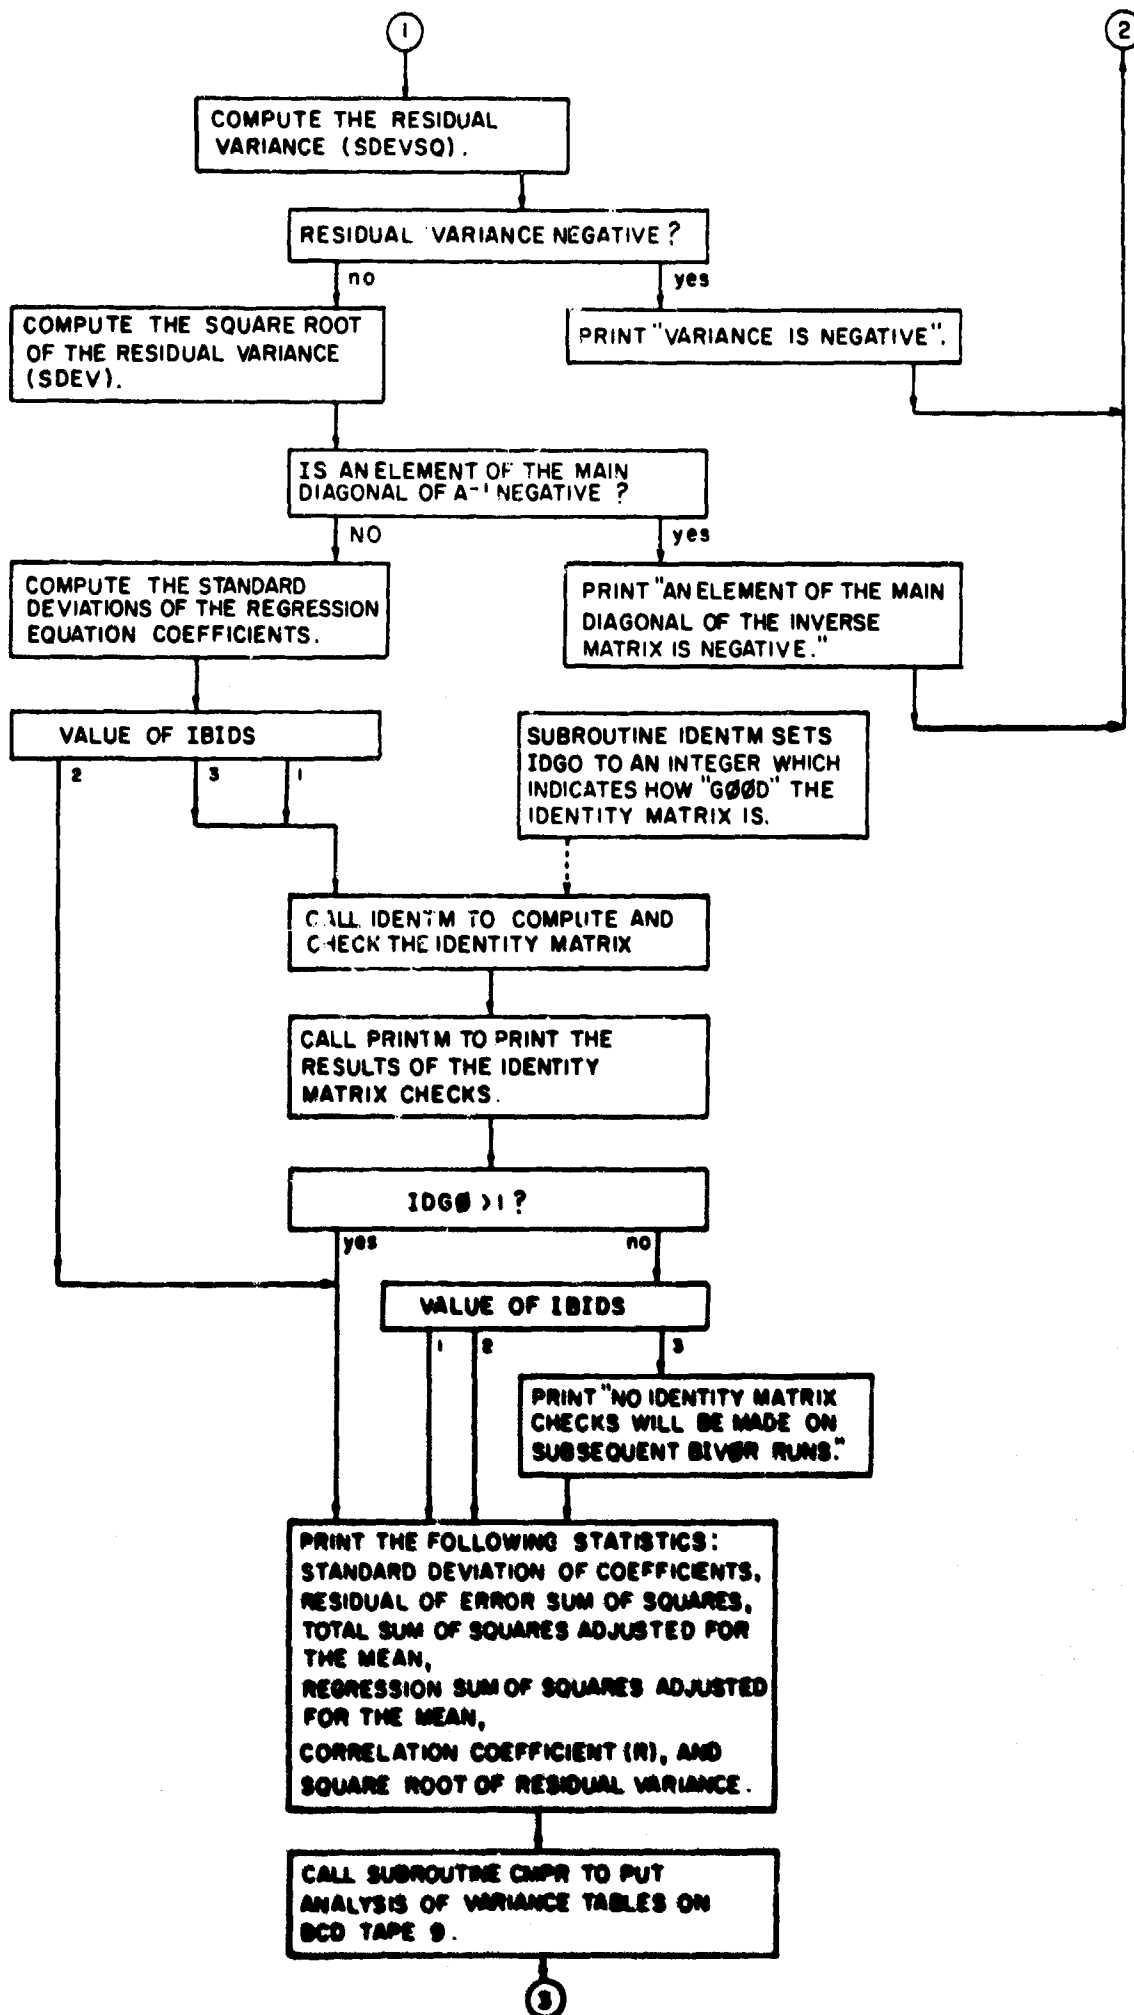 1
2
COMPUTE THE RESIDUAL
VARIANCE (SDEVSQ).
RESIDUAL VARIANCE NEGATIVE?
no
yes
COMPUTE THE SQUARE ROOT
OF THE RESIDUAL VARIANCE
(SDEV).
PRINT "VARIANCE IS NEGATIVE".
IS AN ELEMENT OF THE MAIN
DIAGONAL OF A⁻¹ NEGATIVE ?
NO
yes
COMPUTE THE STANDARD
DEVIATIONS OF THE REGRESSION
EQUATION COEFFICIENTS.
PRINT "AN ELEMENT OF THE MAIN
DIAGONAL OF THE INVERSE
MATRIX IS NEGATIVE."
VALUE OF IBIDS
2
3
1
SUBROUTINE IDENTM SETS
IDGO TO AN INTEGER WHICH
INDICATES HOW "GØØD" THE
IDENTITY MATRIX IS.
CALL IDENTM TO COMPUTE AND
CHECK THE IDENTITY MATRIX
CALL PRINTM TO PRINT THE
RESULTS OF THE IDENTITY
MATRIX CHECKS.
IDGØ >1?
yes
no
VALUE OF IBIDS
1
2
3
PRINT "NO IDENTITY MATRIX
CHECKS WILL BE MADE ON
SUBSEQUENT BIVØR RUNS."
PRINT THE FOLLOWING STATISTICS:
STANDARD DEVIATION OF COEFFICIENTS,
RESIDUAL OF ERROR SUM OF SQUARES,
TOTAL SUM OF SQUARES ADJUSTED FOR
THE MEAN,
REGRESSION SUM OF SQUARES ADJUSTED
FOR THE MEAN,
CORRELATION COEFFICIENT (R), AND
SQUARE ROOT OF RESIDUAL VARIANCE.
CALL SUBROUTINE CMPR TO PUT
ANALYSIS OF VARIANCE TABLES ON
BCD TAPE 9.
3